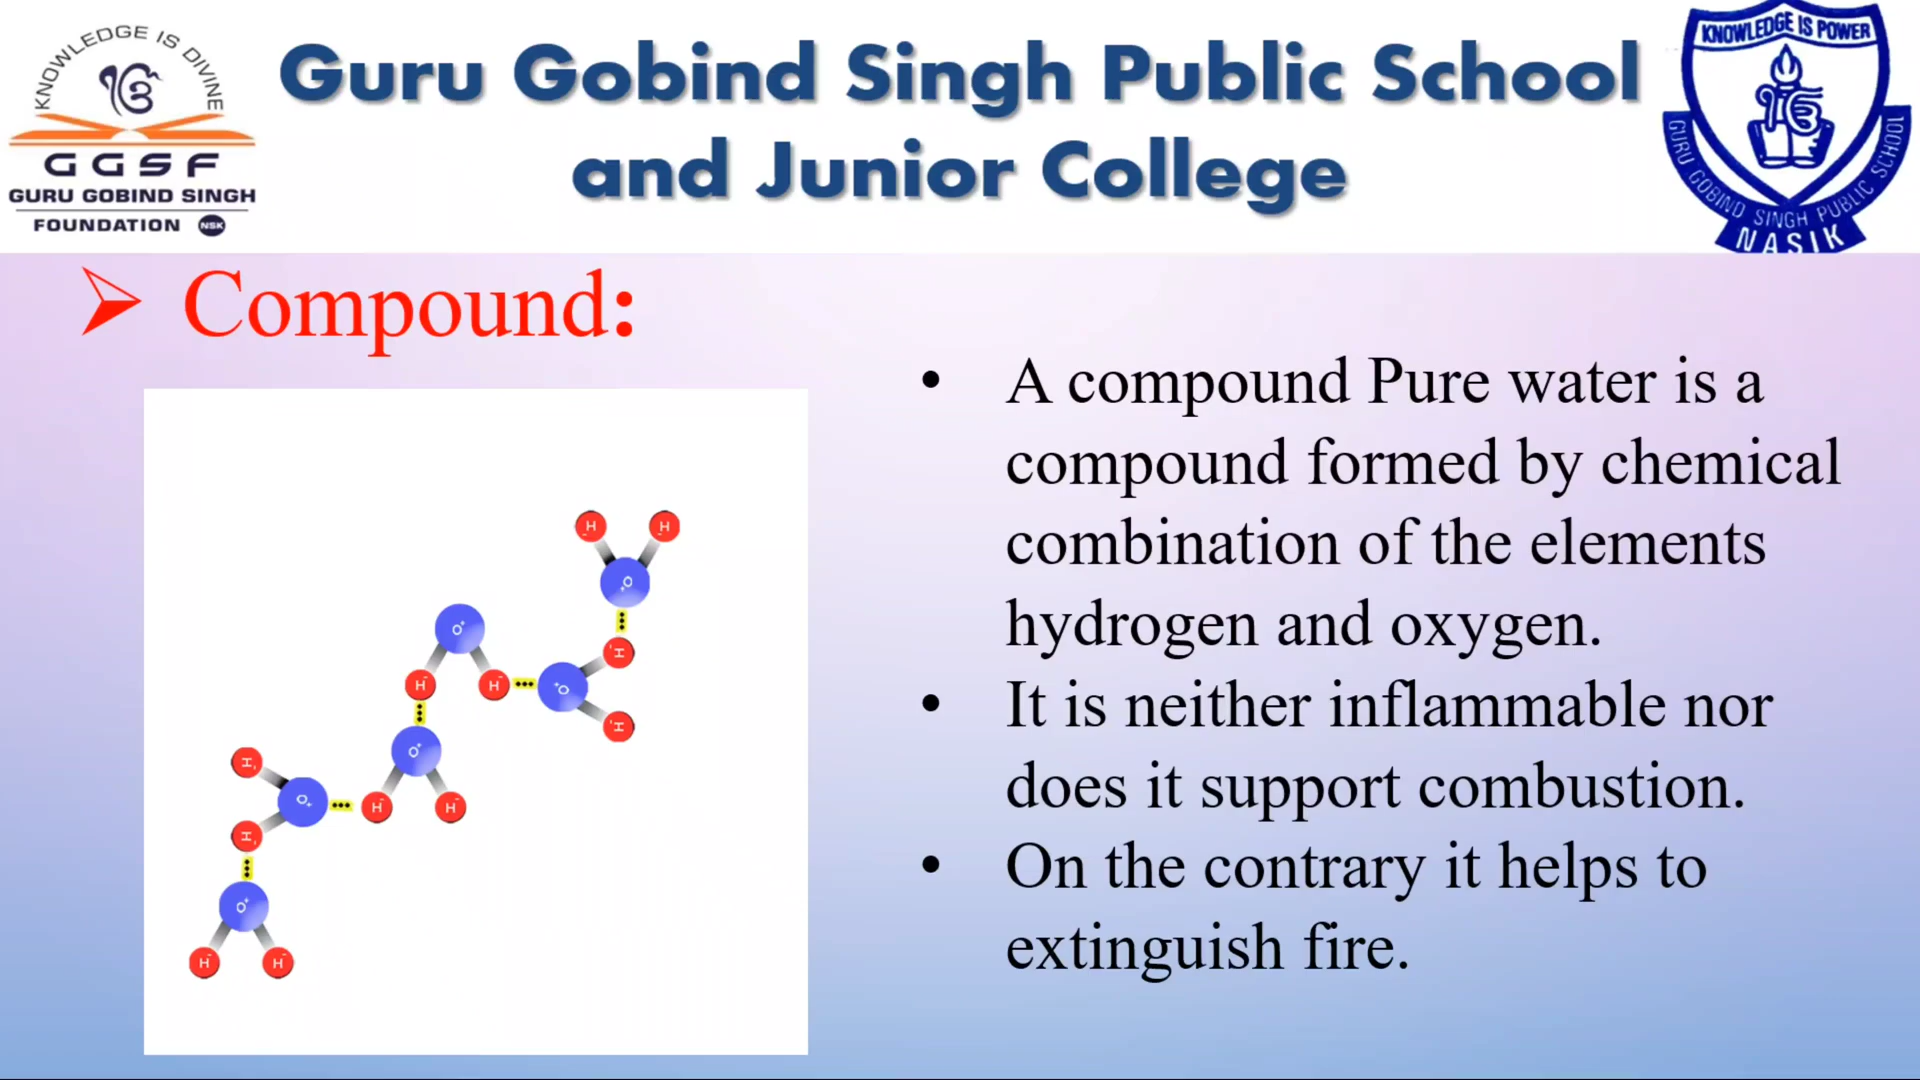 KNOWLEDGE IS DIVINE
GGSF
GURU GOBIND SINGH
FOUNDATION NSK
Guru Gobind Singh Public School
and Junior College
KNOWLEDGE IS POWER
GURU GOBIND SINGH PUBLIC SCHOOL
NASIK
➢ Compound:
• A compound Pure water is a
compound formed by chemical
combination of the elements
hydrogen and oxygen.
• It is neither inflammable nor
does it support combustion.
• On the contrary it helps to
extinguish fire.
H- H-
O+
H-
O+
H- H-
O+
H-
O+
H-
O+
H- H-
H-
O+
H- H-